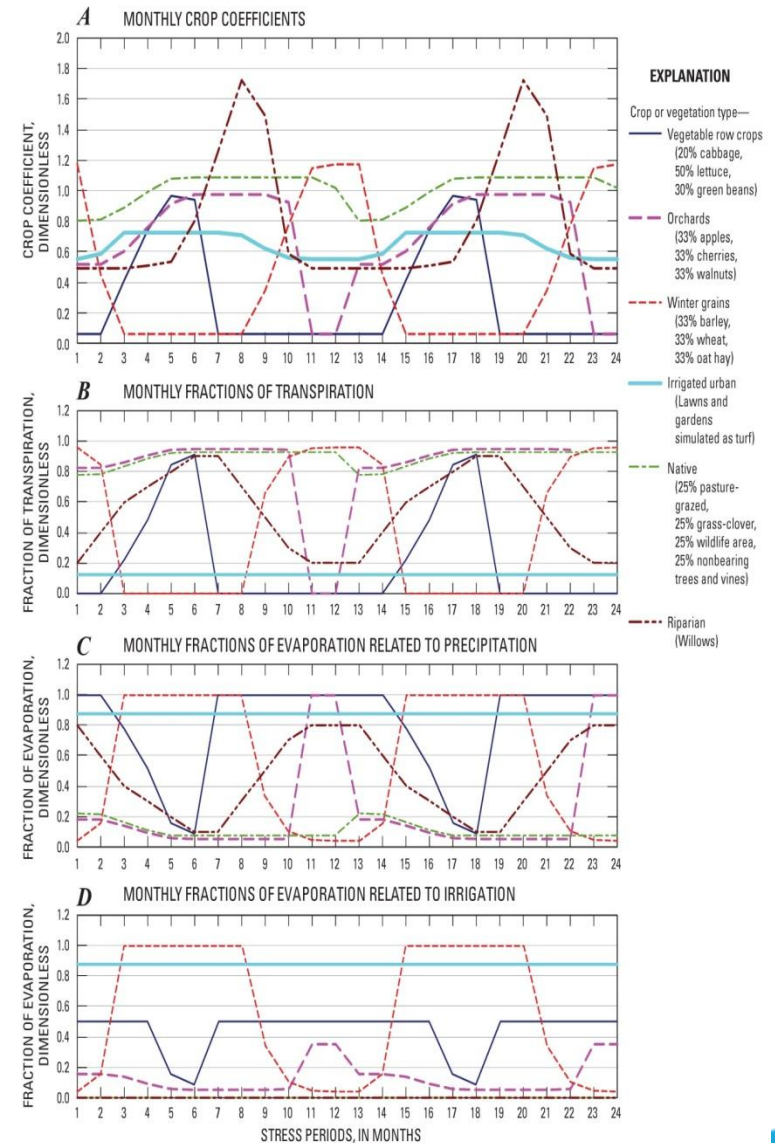 A MONTHLY CROP COEFFICIENTS
CROP COEFFICIENT,
DIMENSIONLESS
2.0
1.8
1.6
1.4
1.2
1.0
0.8
0.6
0.4
0.2
0.0
1 2 3 4 5 6 7 8 9 10 11 12 13 14 15 16 17 18 19 20 21 22 23 24
B MONTHLY FRACTIONS OF TRANSPIRATION
FRACTION OF TRANSPIRATION,
DIMENSIONLESS
1.2
1.0
0.8
0.6
0.4
0.2
0.0
1 2 3 4 5 6 7 8 9 10 11 12 13 14 15 16 17 18 19 20 21 22 23 24
C MONTHLY FRACTIONS OF EVAPORATION RELATED TO PRECIPITATION
FRACTION OF EVAPORATION,
DIMENSIONLESS
1.2
1.0
0.8
0.6
0.4
0.2
0.0
1 2 3 4 5 6 7 8 9 10 11 12 13 14 15 16 17 18 19 20 21 22 23 24
D MONTHLY FRACTIONS OF EVAPORATION RELATED TO IRRIGATION
FRACTION OF EVAPORATION,
DIMENSIONLESS
1.2
1.0
0.8
0.6
0.4
0.2
0.0
1 2 3 4 5 6 7 8 9 10 11 12 13 14 15 16 17 18 19 20 21 22 23 24
STRESS PERIODS, IN MONTHS
EXPLANATION
Crop or vegetation type—
Vegetable row crops
(20% cabbage,
50% lettuce,
30% green beans)
Orchards
(33% apples,
33% cherries,
33% walnuts)
Winter grains
(33% barley,
33% wheat,
33% oat hay)
Irrigated urban
(Lawns and
gardens
simulated as turf)
Native
(25% pasture-
grazed,
25% grass-clover,
25% wildlife area,
25% nonbearing
trees and vines)
Riparian
(Willows)